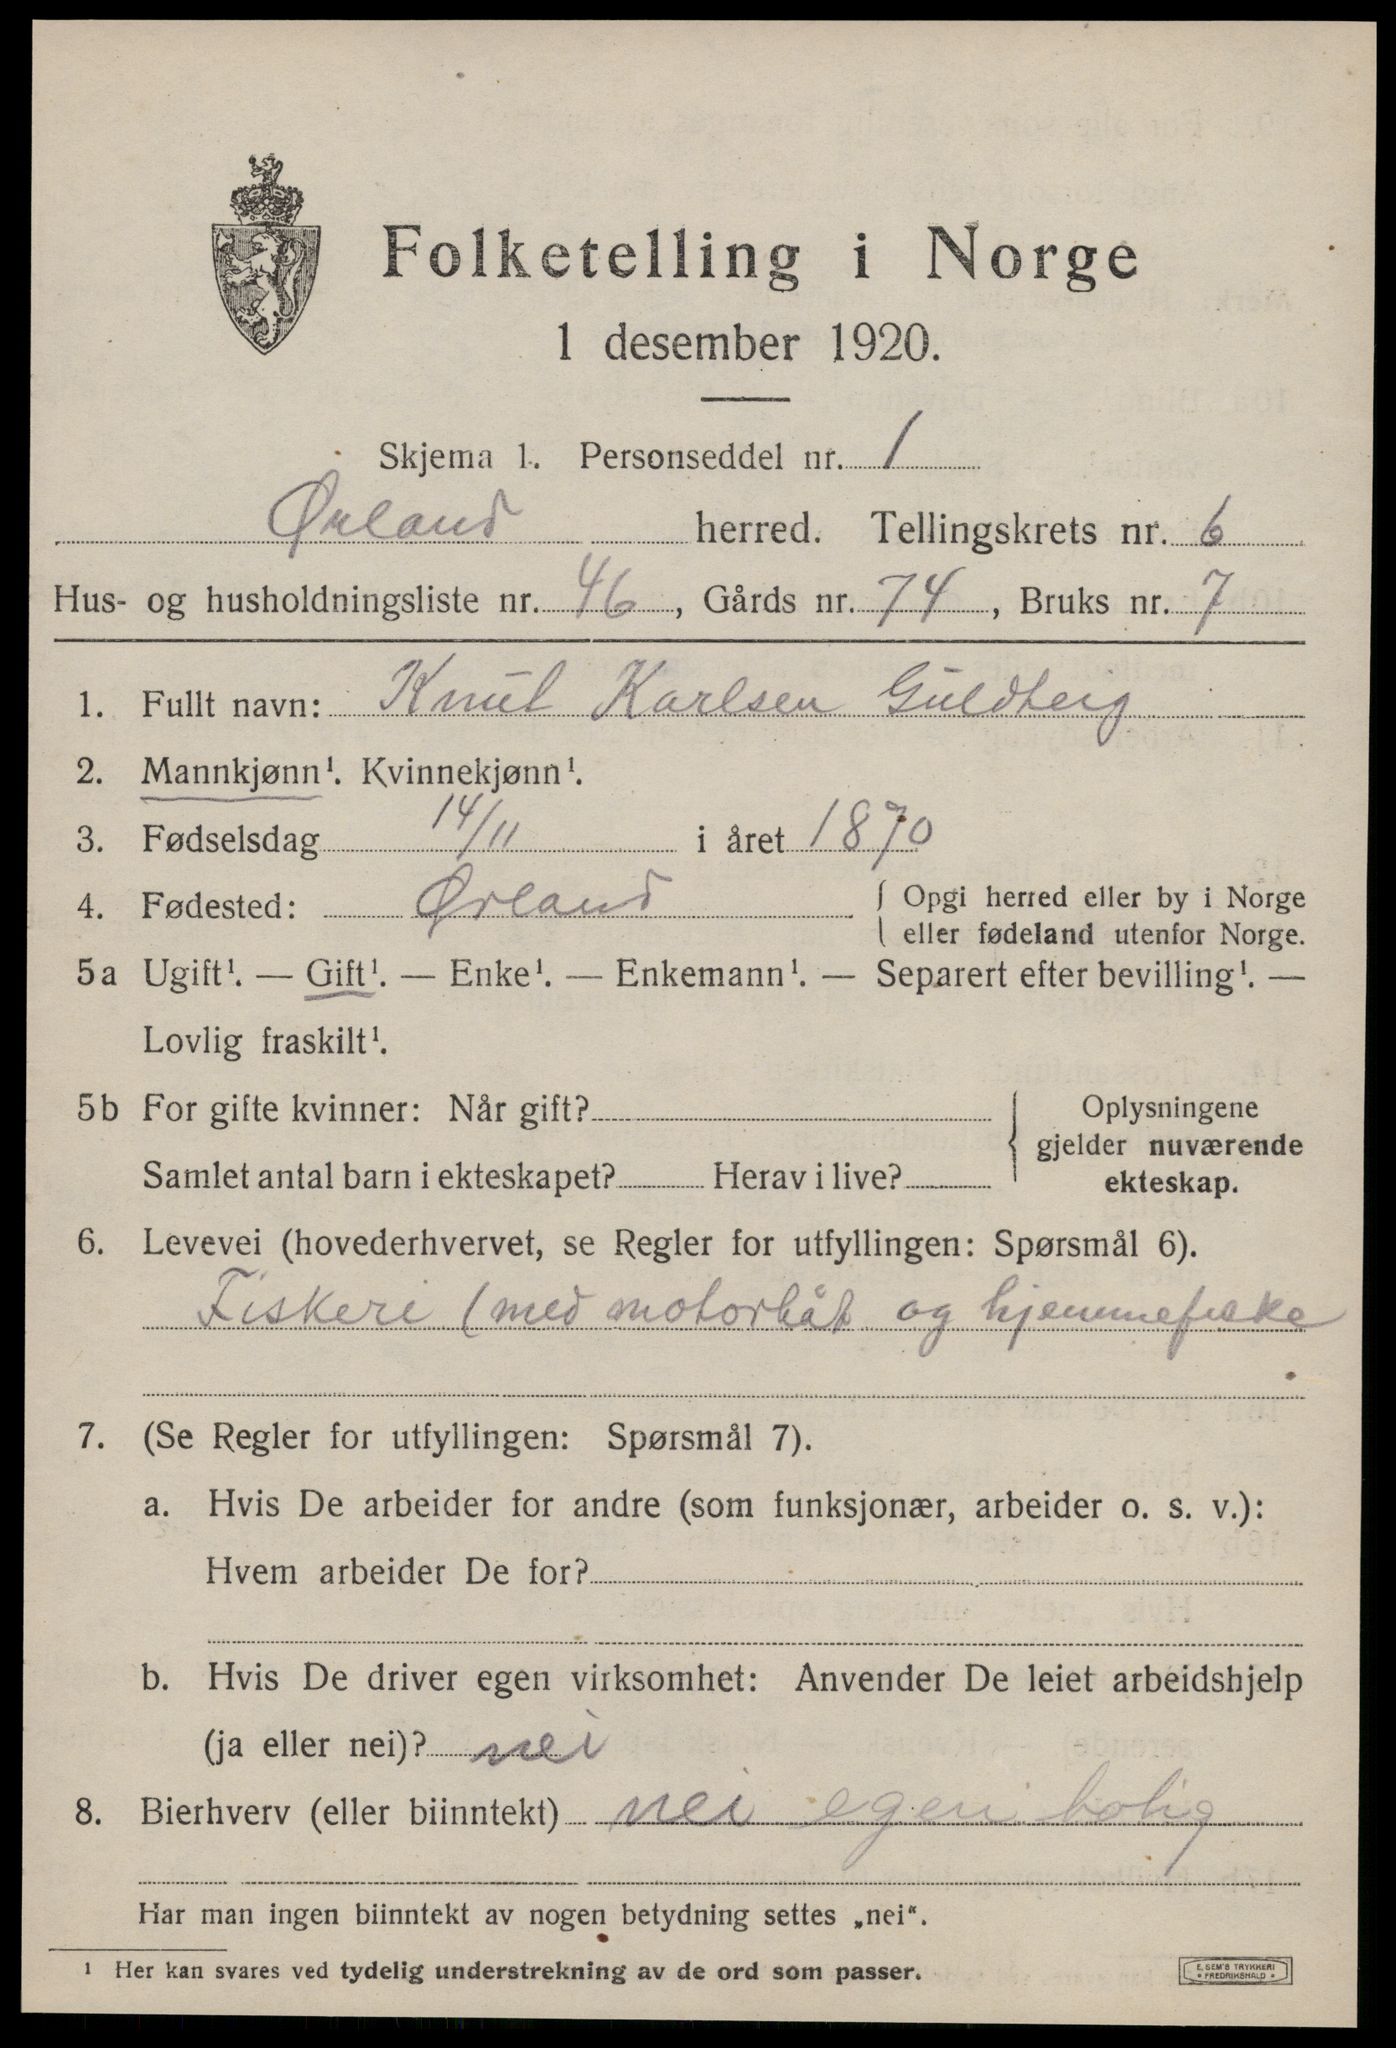 Folketelling i Norge
1 desember 1920.
Skjema 1. Personseddel nr. 1
Ørland herred. Tellingskrets nr. 6
Hus- og husholdningsliste nr. 46, Gårds nr. 74, Bruks nr. 7
1. Fullt navn: Knut Karlsen Guldteig
2. Mannkjønn¹. Kvinnekjønn¹.
3. Fødselsdag 14/11 i året 1870
4. Fødested: Ørland { Opgi herred eller by i Norge
eller fødeland utenfor Norge.
5a Ugift¹. — Gift¹. — Enke¹. — Enkemann¹. — Separert efter bevilling¹. —
Lovlig fraskilt¹.
5b For gifte kvinner: Når gift?
Samlet antal barn i ekteskapet? Herav i live?
Oplysningene
gjelder nuværende
ekteskap.
6. Levevei (hovederhvervet, se Regler for utfyllingen: Spørsmål 6).
Fiskeri (med motorbåt og hjemmefiske
7. (Se Regler for utfyllingen: Spørsmål 7).
a. Hvis De arbeider for andre (som funksjonær, arbeider o. s. v.):
Hvem arbeider De for?
b. Hvis De driver egen virksomhet: Anvender De leiet arbeidshjelp
(ja eller nei)? nei
8. Bierhverv (eller biinntekt) nei egen bolig
Har man ingen biinntekt av nogen betydning settes „nei“.
¹ Her kan svares ved tydelig understrekning av de ord som passer.
E. SEM'S TRYKKERI
* FREDRIKSHALD *